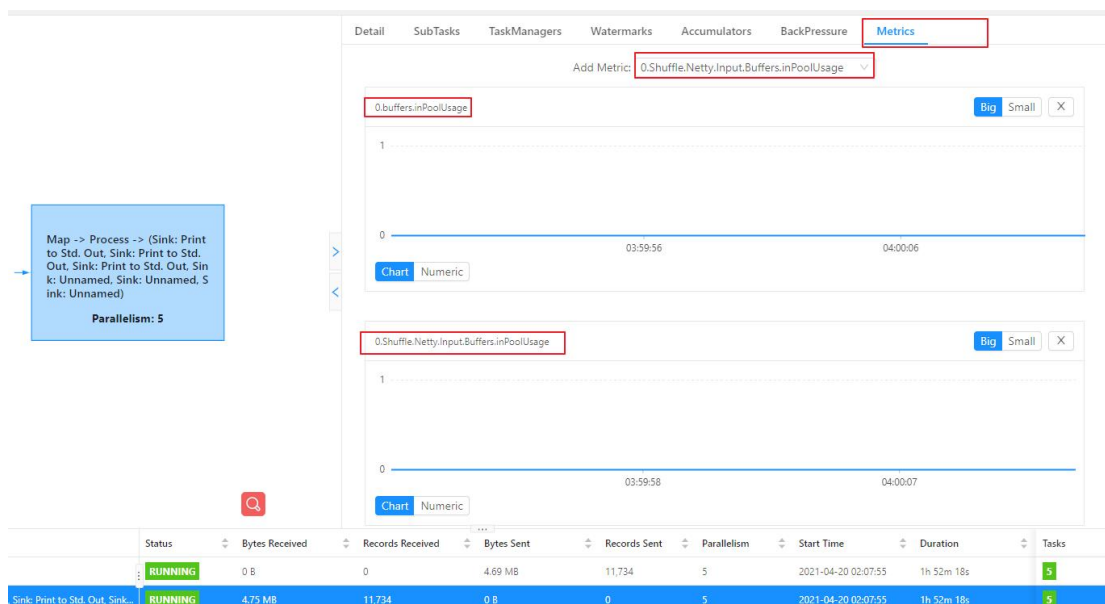 Detail SubTasks TaskManagers Watermarks Accumulators BackPressure Metrics
Add Metric: 0.Shuffle.Netty.Input.Buffers.inPoolUsage
0.buffers.inPoolUsage
Big Small X
1
0
03:59:56 04:00:06
Chart Numeric
Map -> Process -> (Sink: Print
to Std. Out, Sink: Print to Std.
Out, Sink: Print to Std. Out, Sin
k: Unnamed, Sink: Unnamed, S
ink: Unnamed)
Parallelism: 5
0.Shuffle.Netty.Input.Buffers.inPoolUsage
Big Small X
1
0
03:59:58 04:00:07
Chart Numeric
Status Bytes Received Records Received Bytes Sent Records Sent Parallelism Start Time Duration Tasks
RUNNING 0 B 0 4.69 MB 11,734 5 2021-04-20 02:07:55 1h 52m 18s 5
Sink: Print to Std. Out, Sink... RUNNING 4.75 MB 11,734 0 B 0 5 2021-04-20 02:07:55 1h 52m 18s 5